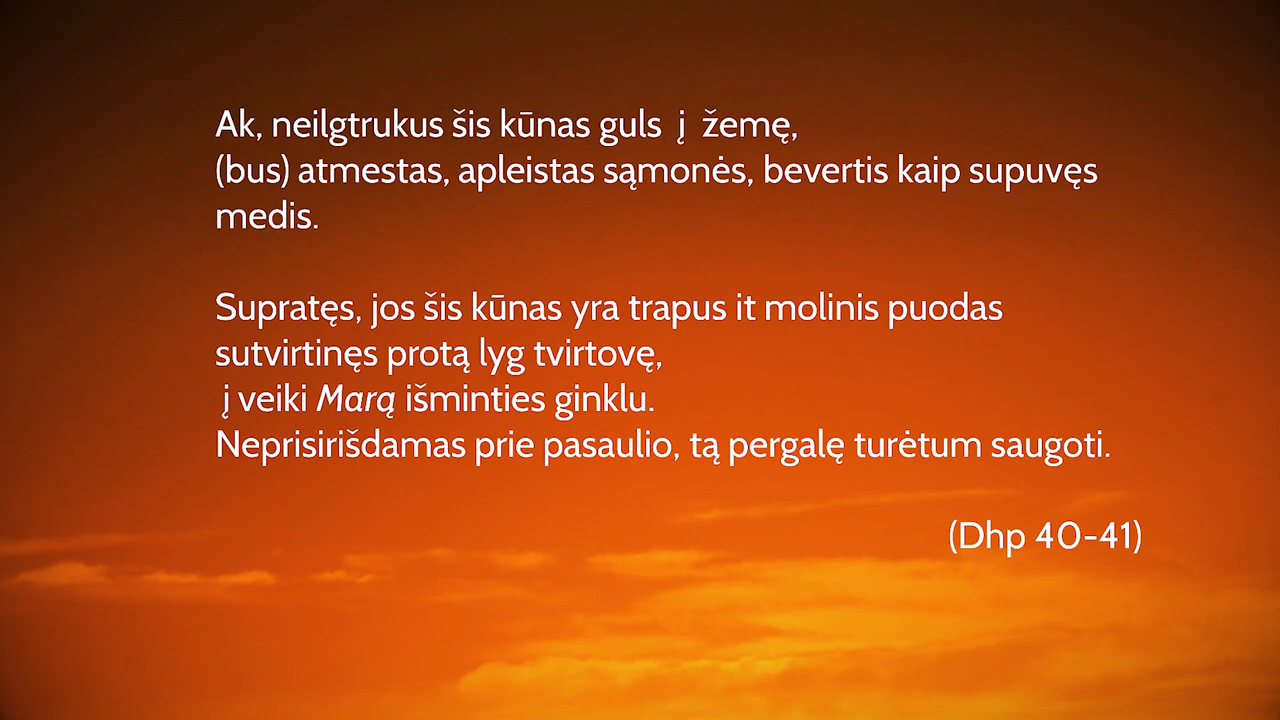 Ak, neilgtrukus šis kūnas guls į žemę,
(bus) atmestas, apleistas sąmonės, bevertis kaip supuvęs
medis.
Supratęs, jos šis kūnas yra trapus it molinis puodas
sutvirtinęs protą lyg tvirtovę,
į veiki Marą išminties ginklu.
Neprisirišdamas prie pasaulio, tą pergalę turėtum saugoti.
(Dhp 40-41)